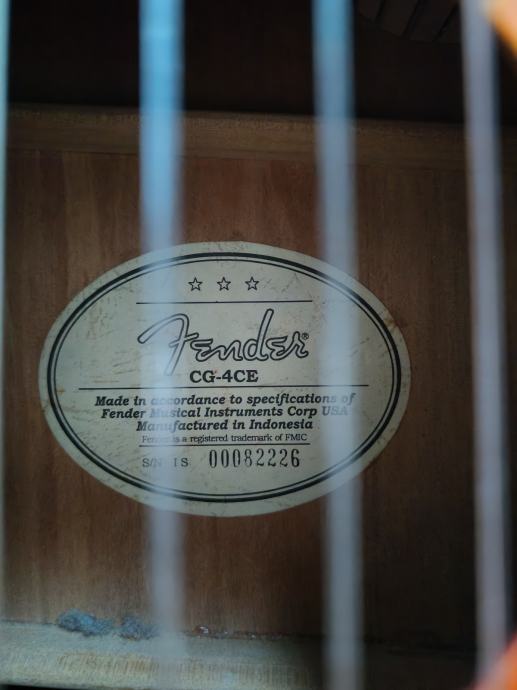 ☆ ☆ ☆
Fender®
CG-4CE
Made in accordance to specifications of
Fender Musical Instruments Corp USA
Manufactured in Indonesia
Fender is a registered trademark of FMIC
S/N IS 00082226